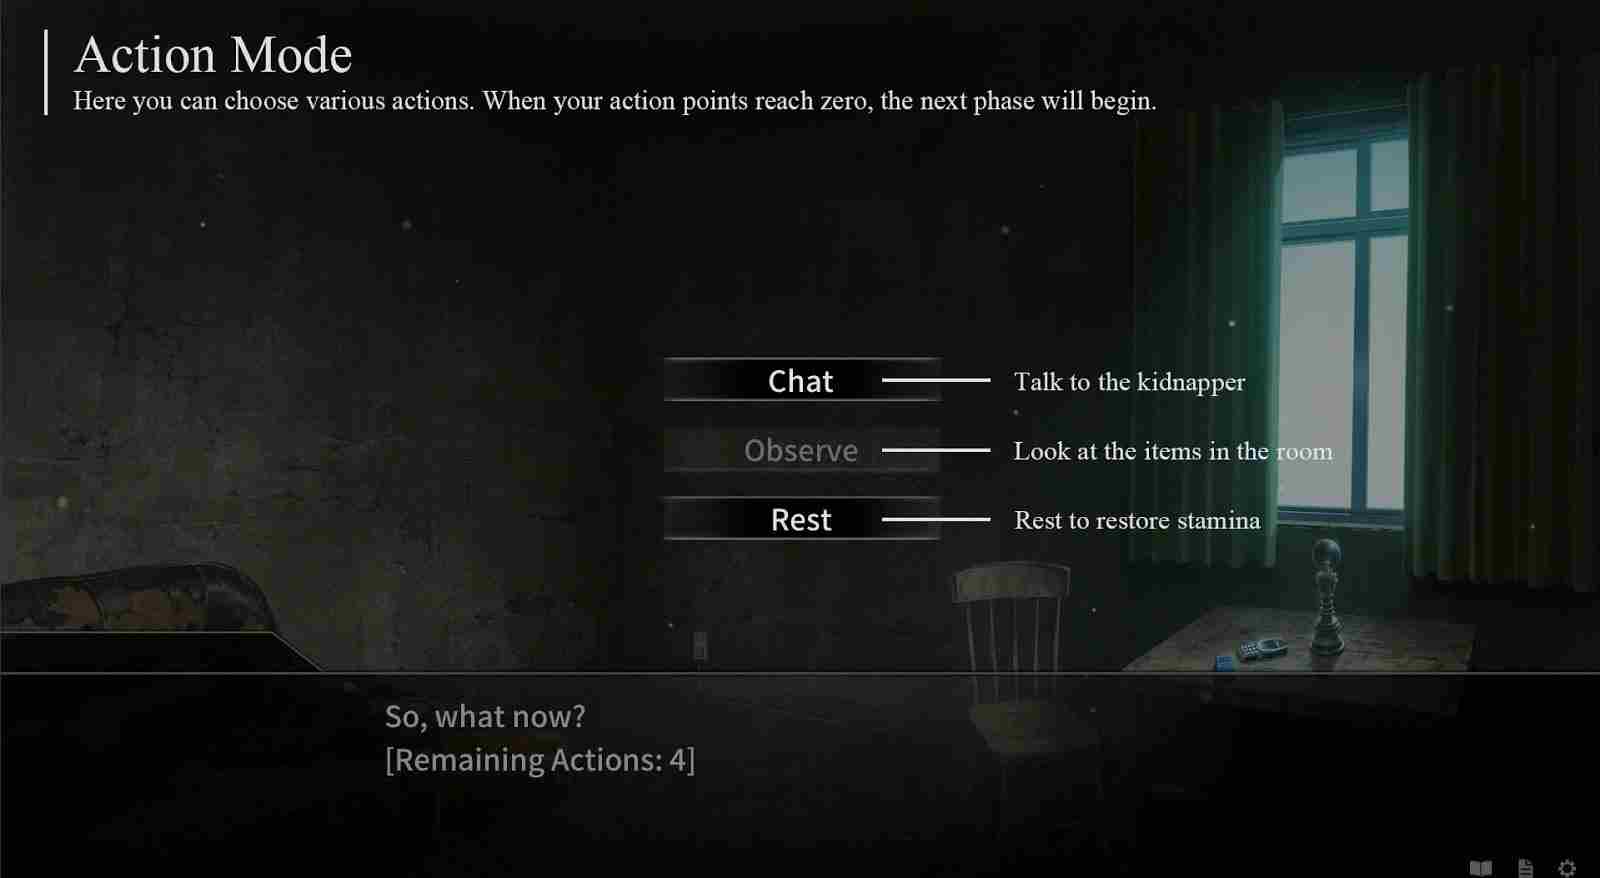 Action Mode
Here you can choose various actions. When your action points reach zero, the next phase will begin.
Chat
Talk to the kidnapper
Observe
Look at the items in the room
Rest
Rest to restore stamina
So, what now?
[Remaining Actions: 4]